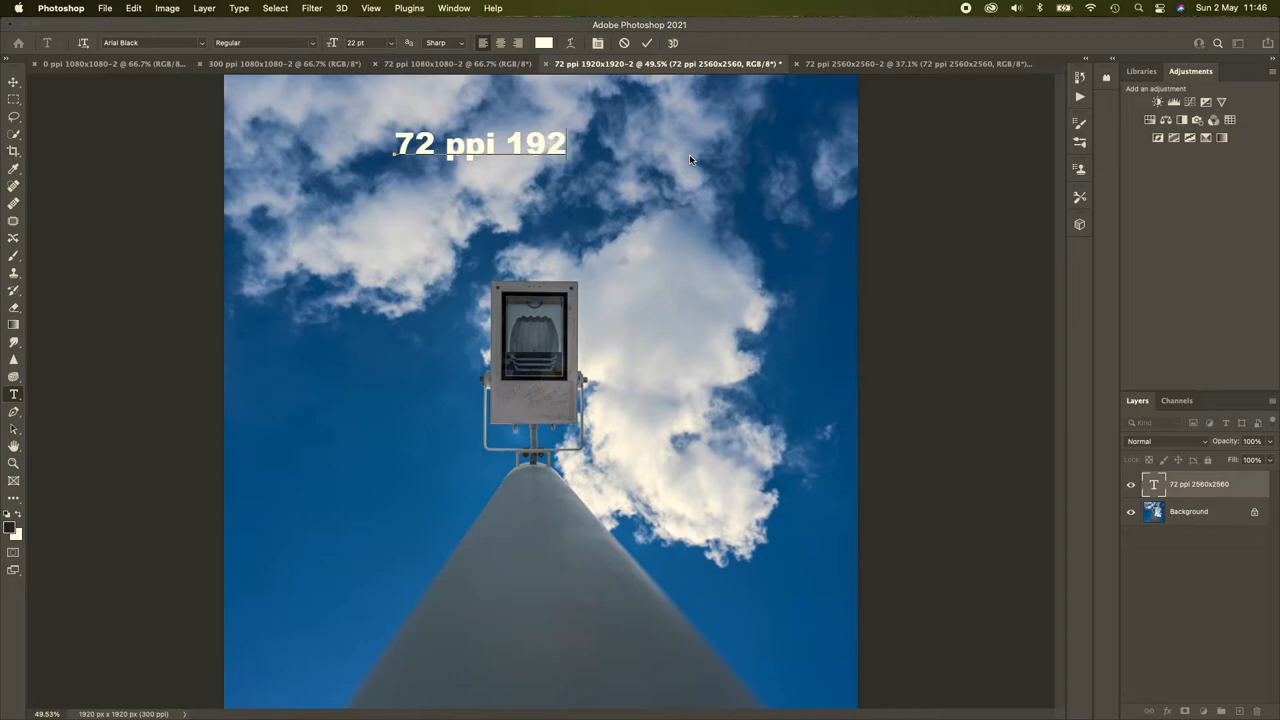 Photoshop File Edit Image Layer Type Select Filter 3D View Plugins Window Help Sun 2 May 11:46
Adobe Photoshop 2021
Arial Black Regular 22 pt Sharp 3D
0 ppi 1080x1080-2 @ 66.7% (RGB/8... 300 ppi 1080x1080-2 @ 66.7% (RGB/8*) 72 ppi 1080x1080-2 @ 66.7% (RGB/8*) 72 ppi 1920x1920-2 @ 49.5% (72 ppi 2560x2560, RGB/8*) * 72 ppi 2560x2560-2 @ 37.1% (72 ppi 2560x2560, RGB/8*)...
Libraries Adjustments
Add an adjustment
72 ppi 192
Layers Channels
Kind
Normal Opacity: 100%
Lock: Fill: 100%
72 ppi 2560x2560
Background
49.53% 1920 px x 1920 px (300 ppi)